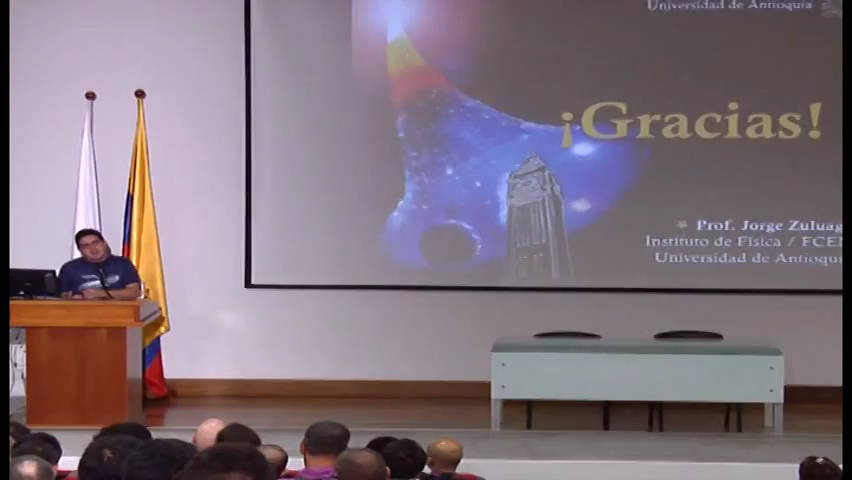 Universidad de Antioquia
¡Gracias!
Prof. Jorge Zuluag
Instituto de Física / FCEN
Universidad de Antioqui